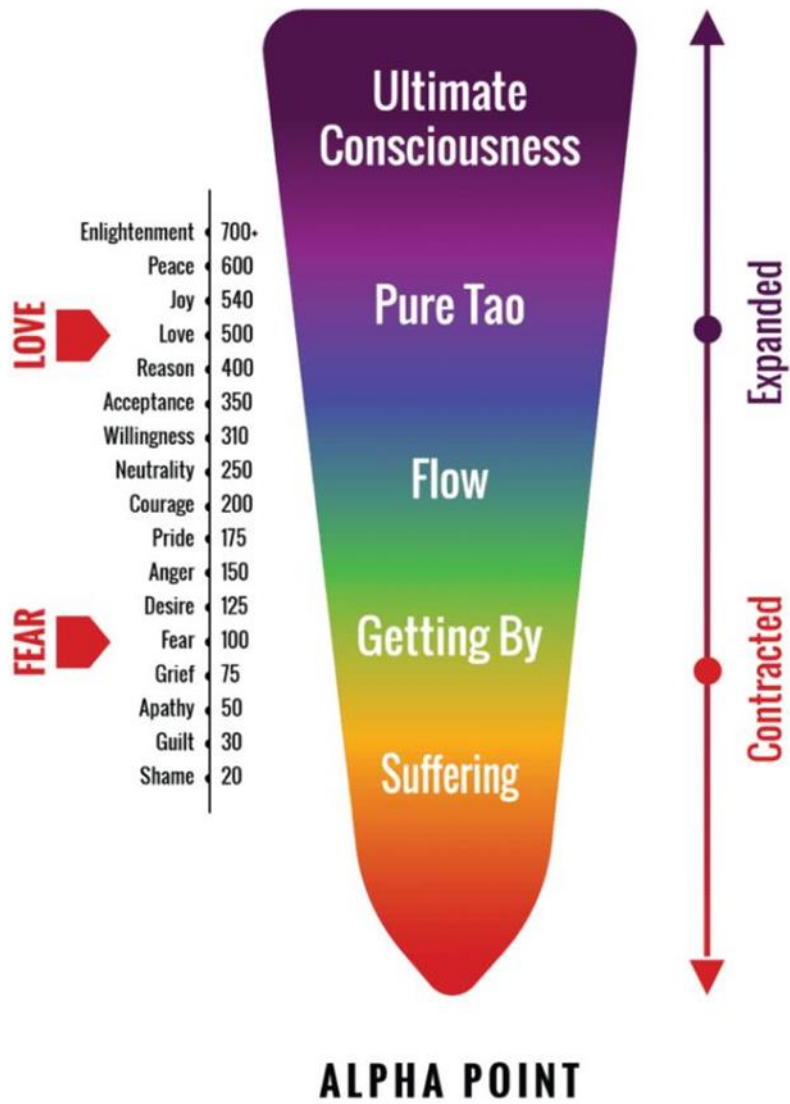 Ultimate
Consciousness
Pure Tao
Flow
Getting By
Suffering
Enlightenment 700+
Peace 600
Joy 540
Love 500
Reason 400
Acceptance 350
Willingness 310
Neutrality 250
Courage 200
Pride 175
Anger 150
Desire 125
Fear 100
Grief 75
Apathy 50
Guilt 30
Shame 20
LOVE
FEAR
Expanded
Contracted
ALPHA POINT